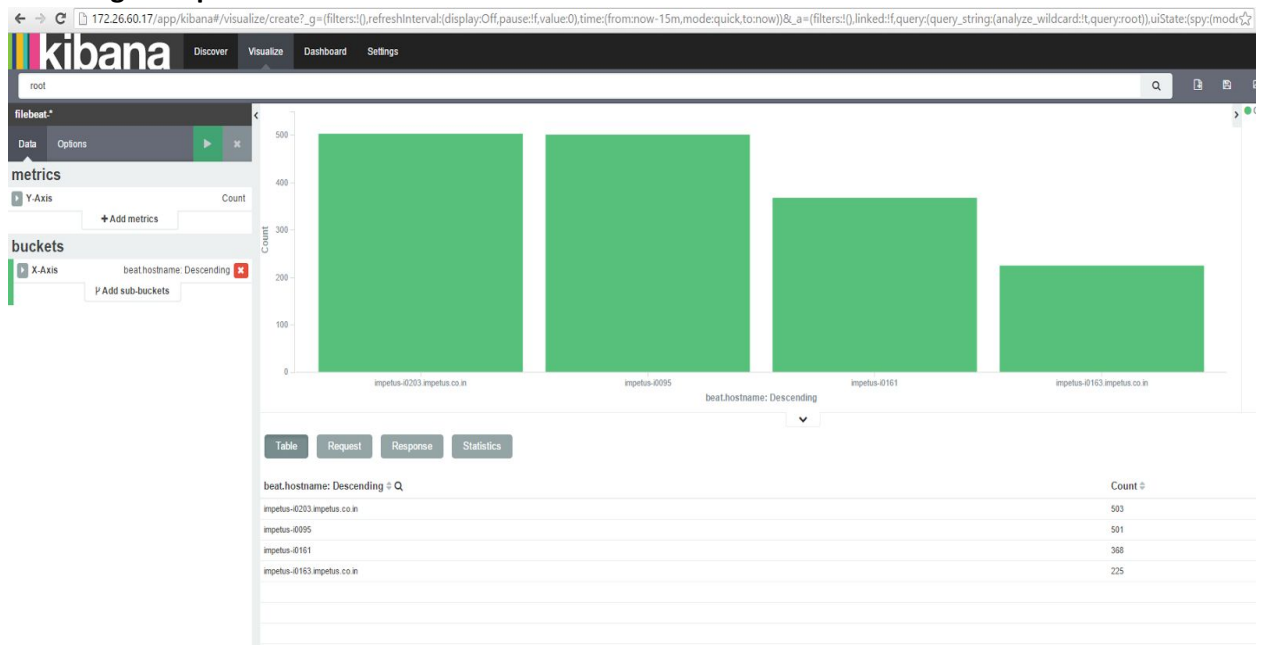 172.26.60.17/app/kibana#/visualize/create?_g=(filters:!(),refreshInterval:(display:Off,pause:!f,value:0),time:(from:now-15m,mode:quick,to:now))&_a=(filters:!(),linked:!f,query:(query_string:(analyze_wildcard:!t,query:root)),uiState:(spy:(mode
kibana Discover Visualize Dashboard Settings
root
filebeat-*
Data Options
metrics
Y-Axis Count
+ Add metrics
buckets
X-Axis beat.hostname: Descending
Add sub-buckets
500
400
300
200
100
0
Count
impetus-i0203.impetus.co.in impetus-i0095 impetus-i0161 impetus-i0163.impetus.co.in
beat.hostname: Descending
Table Request Response Statistics
beat.hostname: Descending Count
impetus-i0203.impetus.co.in 503
impetus-i0095 501
impetus-i0161 368
impetus-i0163.impetus.co.in 225